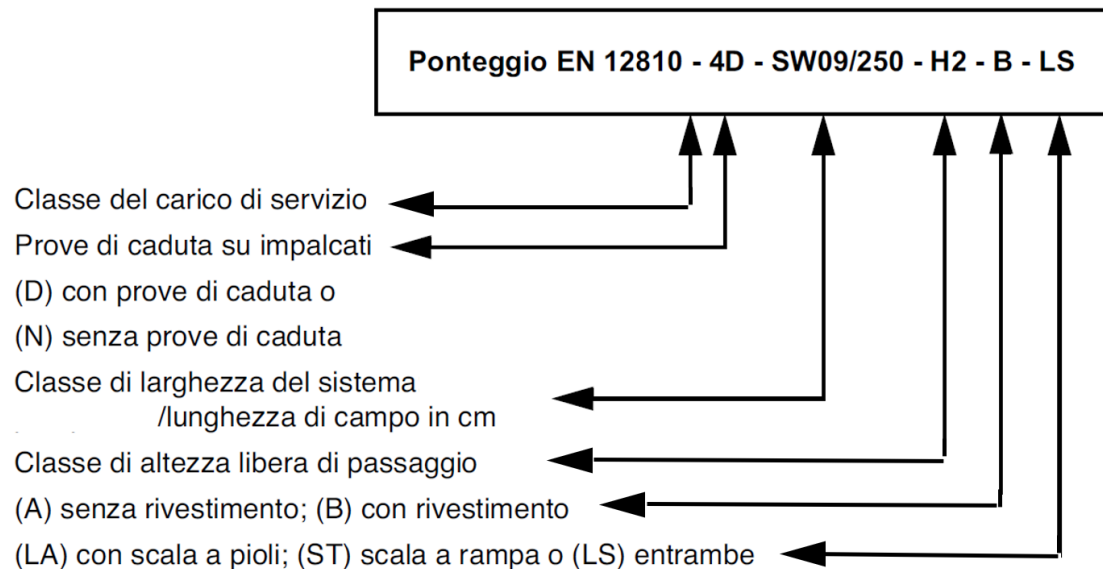 Ponteggio EN 12810 - 4D - SW09/250 - H2 - B - LS
Classe del carico di servizio
Prove di caduta su impalcati
(D) con prove di caduta o
(N) senza prove di caduta
Classe di larghezza del sistema
/lunghezza di campo in cm
Classe di altezza libera di passaggio
(A) senza rivestimento; (B) con rivestimento
(LA) con scala a pioli; (ST) scala a rampa o (LS) entrambe